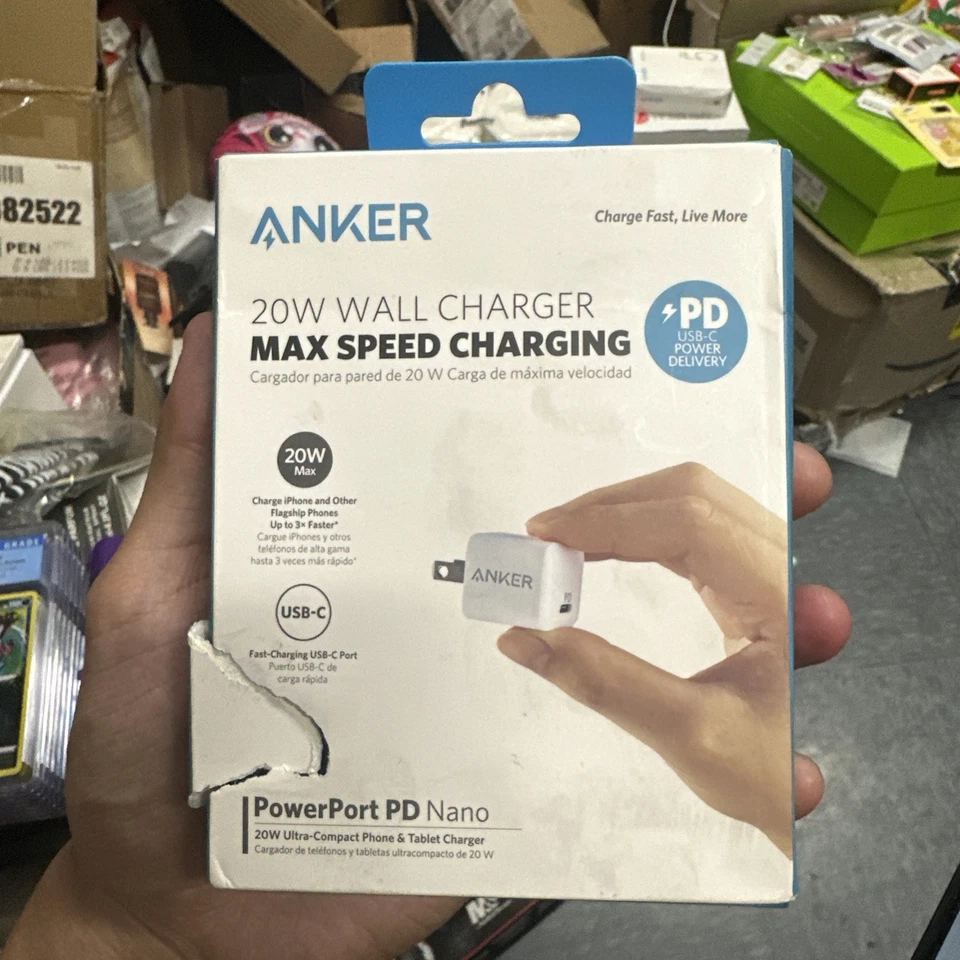 ANKER
Charge Fast, Live More
20W WALL CHARGER
MAX SPEED CHARGING
Cargador para pared de 20 W Carga de máxima velocidad
PD
USB-C
POWER
DELIVERY
20W
Max
Charge iPhone and Other
Flagship Phones
Up to 3× Faster*
Cargue iPhones y otros
teléfonos de alta gama
hasta 3 veces más rápido*
USB-C
Fast-Charging USB-C Port
Puerto USB-C de
carga rápida
ANKER
PD
PowerPort PD Nano
20W Ultra-Compact Phone & Tablet Charger
Cargador de teléfonos y tabletas ultracompacto de 20 W
82522
PEN
GRADE